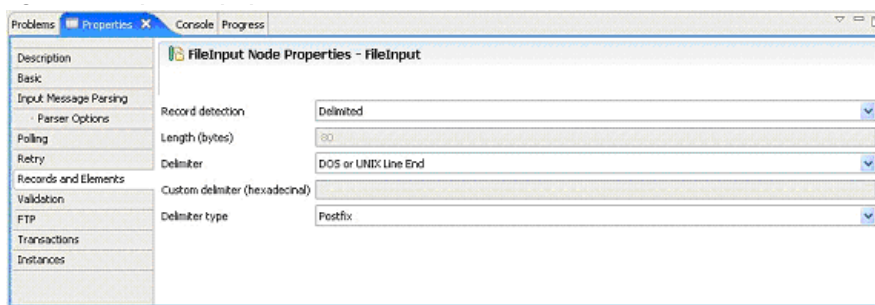 Problems Properties Console Progress
FileInput Node Properties - FileInput
Description
Basic
Input Message Parsing
Parser Options
Polling
Retry
Records and Elements
Validation
FTP
Transactions
Instances
Record detection Delimited
Length (bytes) 80
Delimiter DOS or UNIX Line End
Custom delimiter (hexadecimal)
Delimiter type Postfix